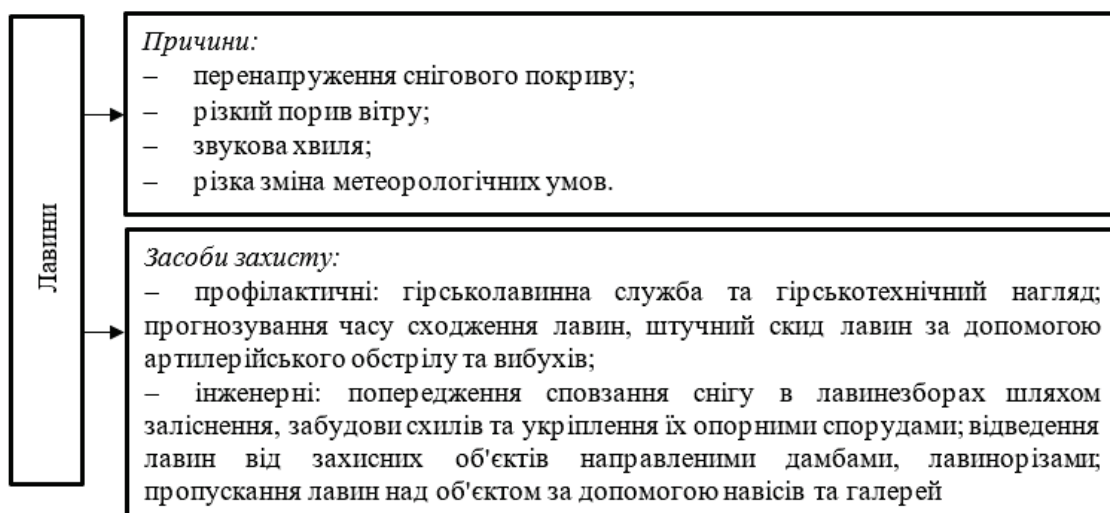 Лавини
Причини:
– перенапруження снігового покриву;
– різкий порив вітру;
– звукова хвиля;
– різка зміна метеорологічних умов.
Засоби захисту:
– профілактичні: гірськолавинна служба та гірськотехнічний нагляд;
прогнозування часу сходження лавин, штучний скид лавин за допомогою
артилерійського обстрілу та вибухів;
– інженерні: попередження сповзання снігу в лавинезборах шляхом
заліснення, забудови схилів та укріплення їх опорними спорудами; відведення
лавин від захисних об'єктів направленими дамбами, лавинорізами;
пропускання лавин над об'єктом за допомогою навісів та галерей